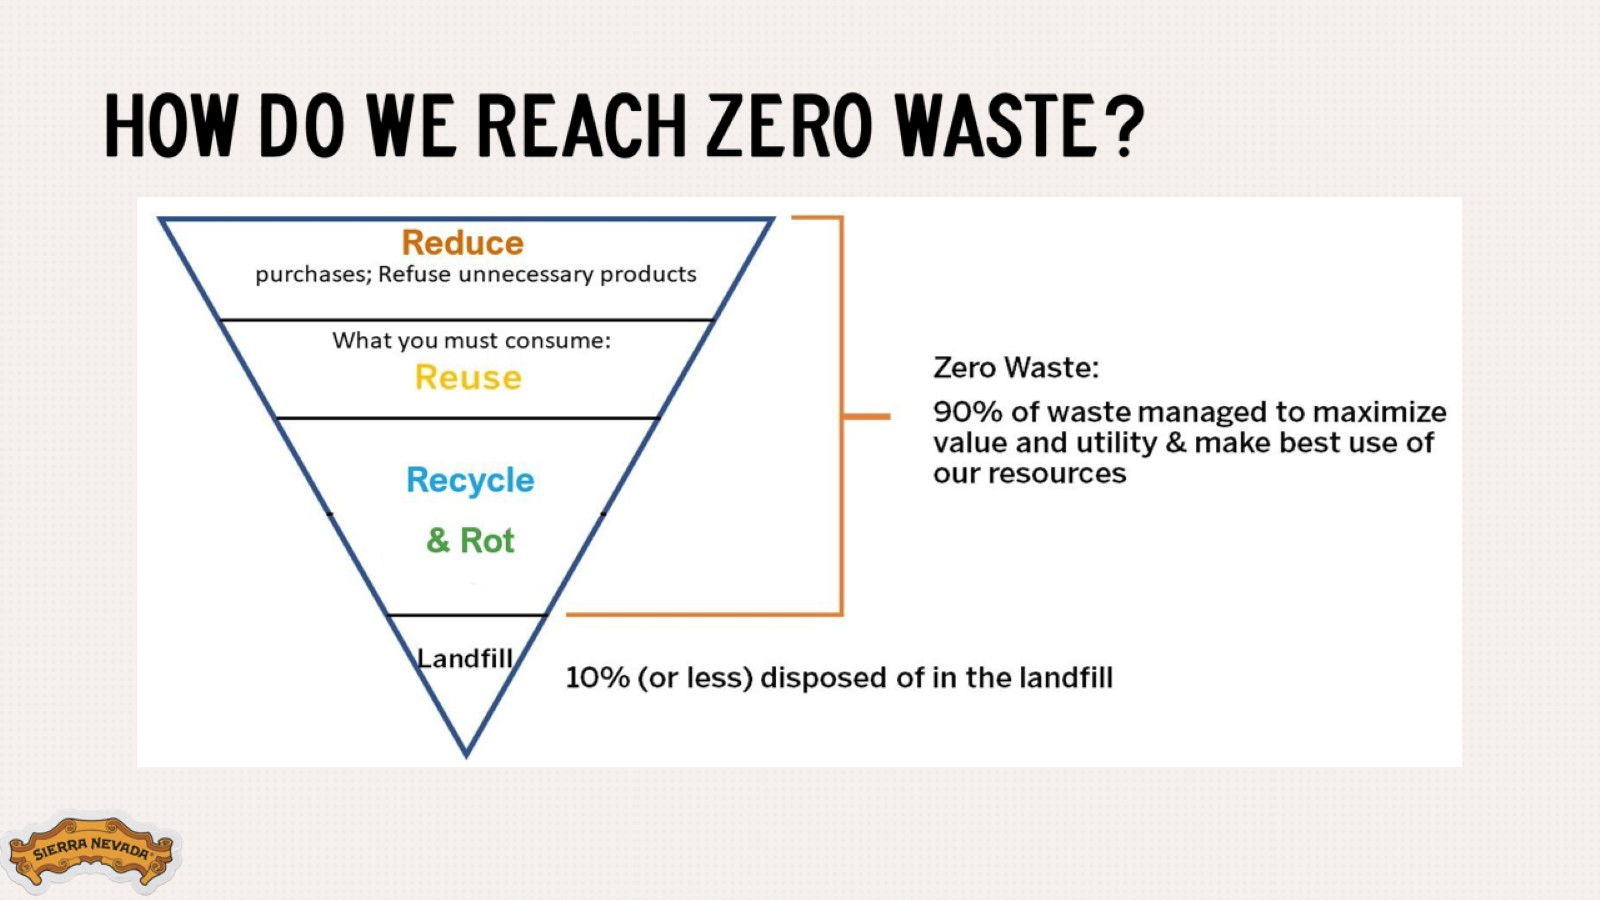 HOW DO WE REACH ZERO WASTE?
Reduce
purchases; Refuse unnecessary products
What you must consume:
Reuse
Recycle
& Rot
Landfill
Zero Waste:
90% of waste managed to maximize
value and utility & make best use of
our resources
10% (or less) disposed of in the landfill
SIERRA NEVADA